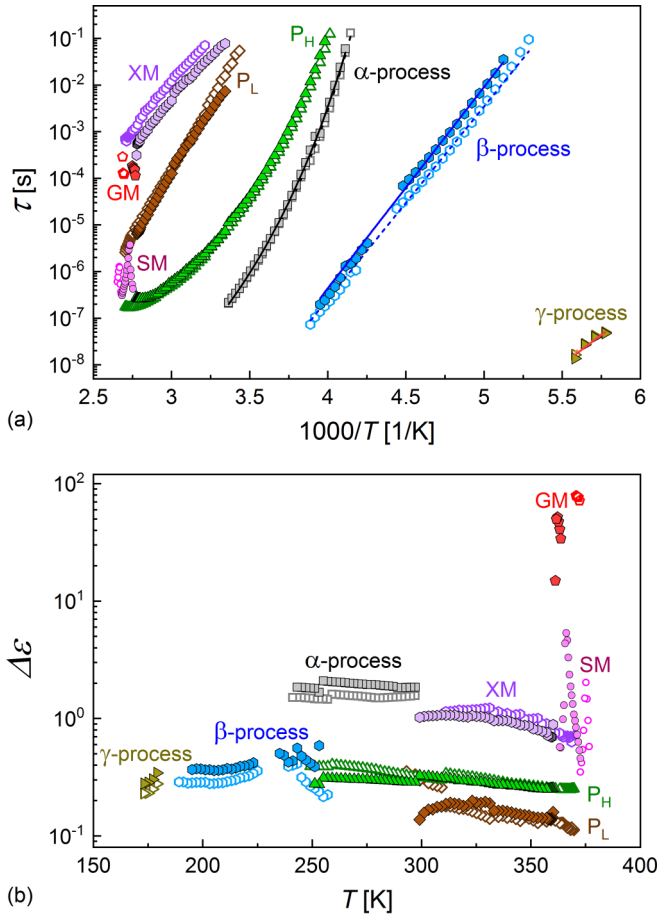 10⁻¹
10⁻²
10⁻³
10⁻⁴
10⁻⁵
10⁻⁶
10⁻⁷
10⁻⁸
τ [s]
XM
P_L
P_H
α-process
GM
SM
β-process
γ-process
2.5 3.0 3.5 4.0 4.5 5.0 5.5 6
(a)
1000/T [1/K]
10²
10¹
10⁰
10⁻¹
Δε
GM
SM
α-process
XM
β-process
γ-process
P_H
P_L
150 200 250 300 350 400
(b)
T [K]